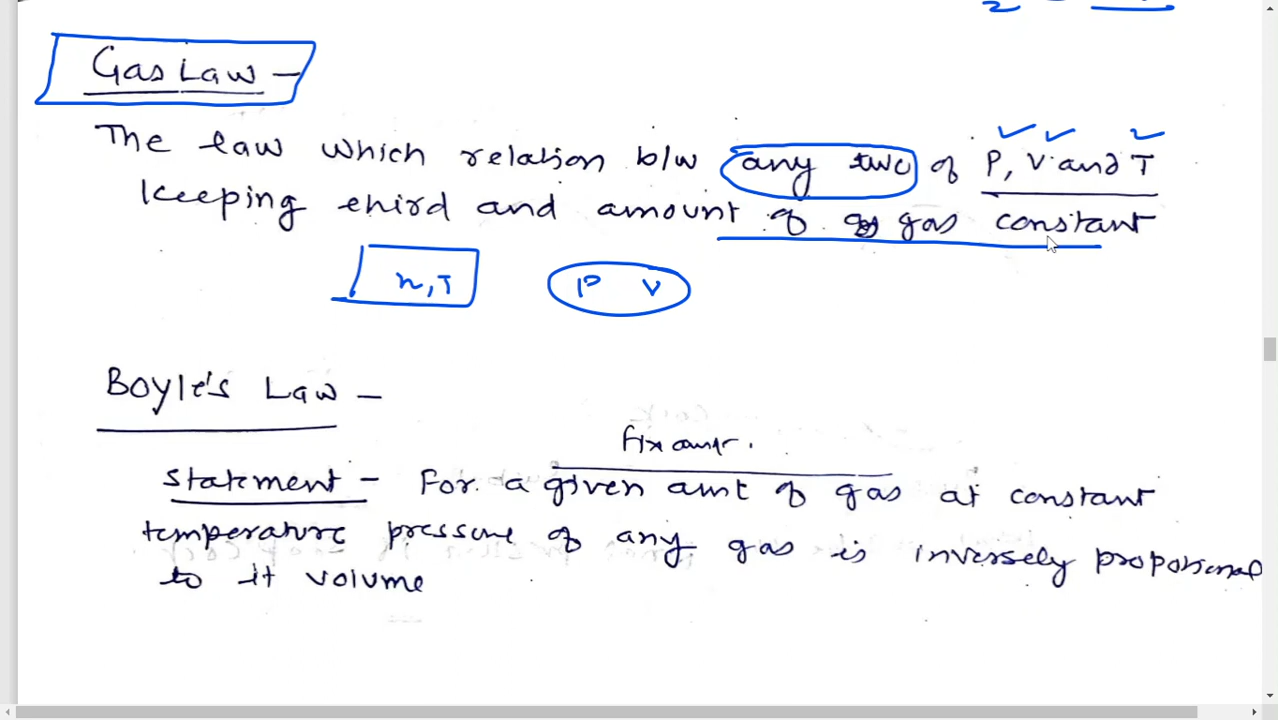 Gas Law -
The law which relation b/w any two of P, V and T
keeping third and amount of gas constant
n, T P V
Boyle's Law -
fix amt.
Statement - For a given amt of gas at constant
temperature pressure of any gas is inversely proportional
to it volume